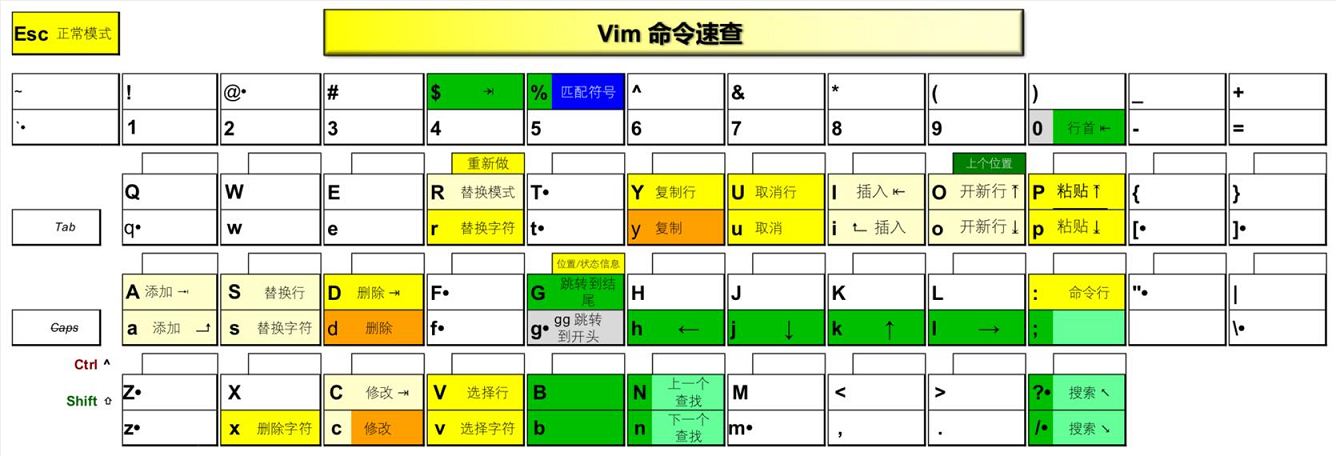 Esc 正常模式
Vim 命令速查
~ ! @• # $ ⇥ % 匹配符号 ^ & * ( ) _ +
`• 1 2 3 4 5 6 7 8 9 0 行首 ⇤ - =
重新做 上个位置
Q W E R 替换模式 T• Y 复制行 U 取消行 I 插入 ⇤ O 开新行 ⤒ P 粘贴 ⤒ { }
Tab q• w e r 替换字符 t• y 复制 u 取消 i 插入 o 开新行 ⤓ p 粘贴 ⤓ [• ]•
位置/状态信息
A 添加 ⇥ S 替换行 D 删除 ⇥ F• G 跳转到结
尾
H J K L : 命令行 "• |
Caps a 添加 s 替换字符 d 删除 f• g• gg 跳转
到开头
h ← j ↓ k ↑ l → ; \•
Ctrl ^
Shift ⇧
Z• X C 修改 ⇥ V 选择行 B N 上一个
查找
M < > ?• 搜索 ↖
z• x 删除字符 c 修改 v 选择字符 b n 下一个
查找
m• , . /• 搜索 ↘